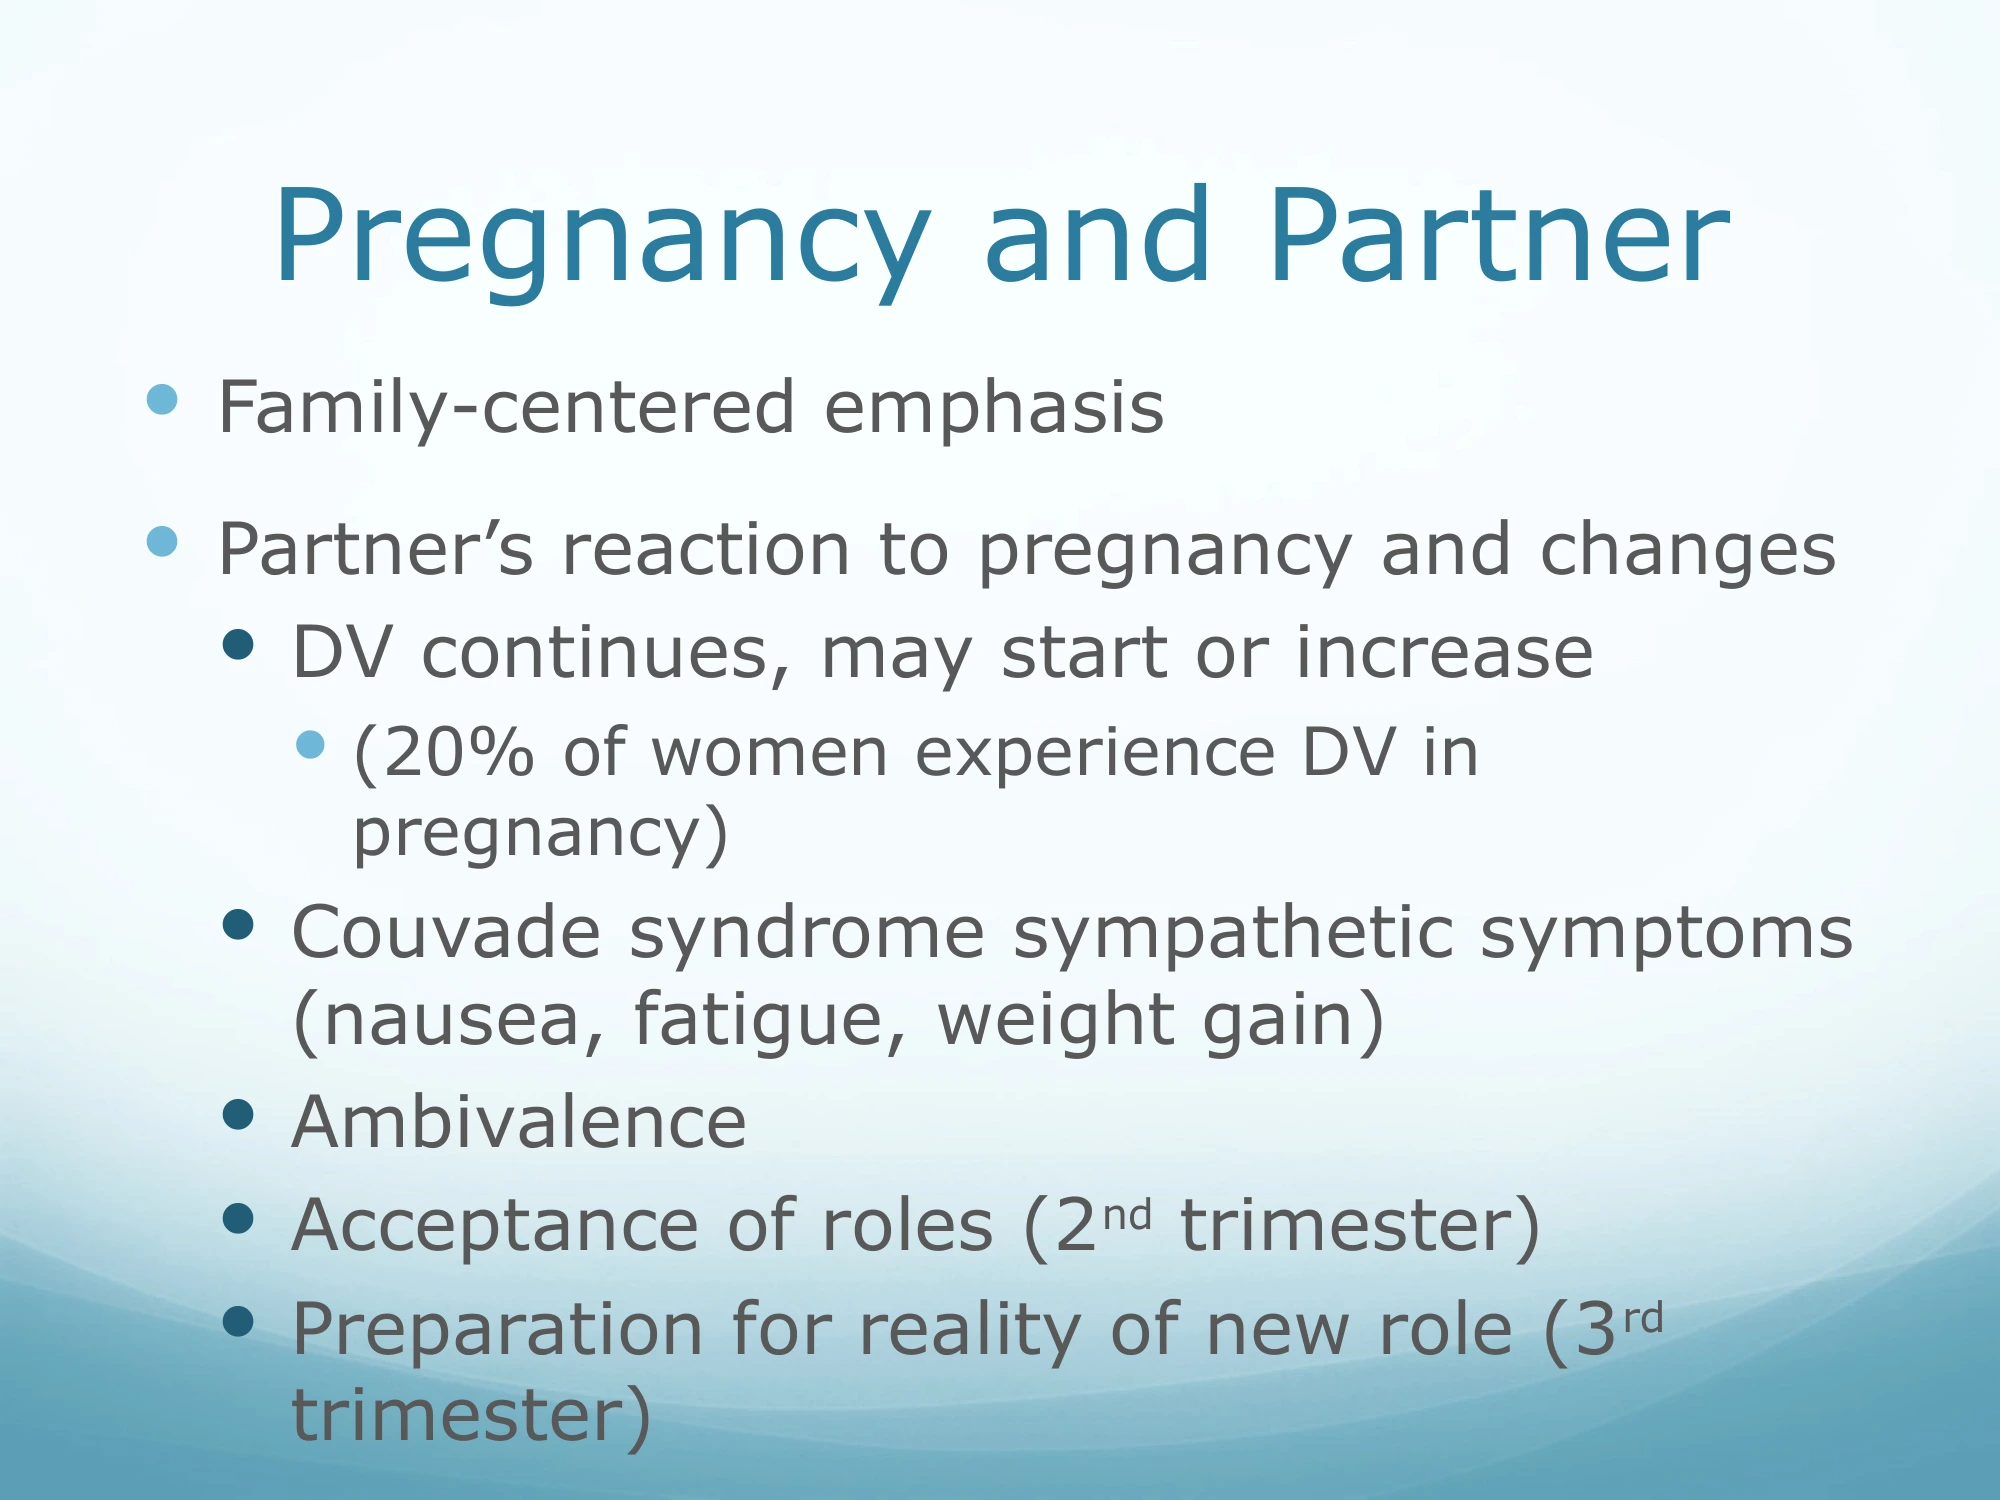 Pregnancy and Partner
• Family-centered emphasis
• Partner’s reaction to pregnancy and changes
• DV continues, may start or increase
• (20% of women experience DV in
pregnancy)
• Couvade syndrome sympathetic symptoms
(nausea, fatigue, weight gain)
• Ambivalence
• Acceptance of roles (2nd trimester)
• Preparation for reality of new role (3rd
trimester)